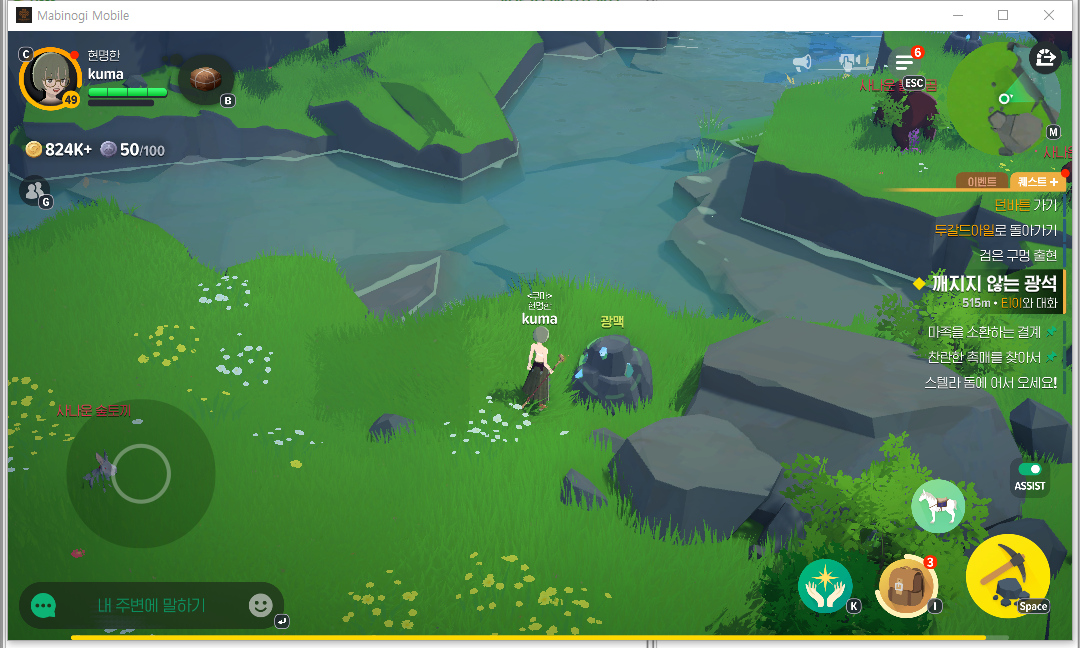 Mabinogi Mobile
C
현명한
kuma
49
B
824K+ 50/100
G
6
ESC
M
이벤트 퀘스트 +
던바튼 가기
두갈드아일로 돌아가기
검은 구멍 출현
깨지지 않는 광석
515m • 티이와 대화
마족을 소환하는 결계
찬란한 촉매를 찾아서
스텔라 돔에 어서 오세요!
현명한
kuma
광맥
ASSIST
내 주변에 말하기
K
3
I
Space